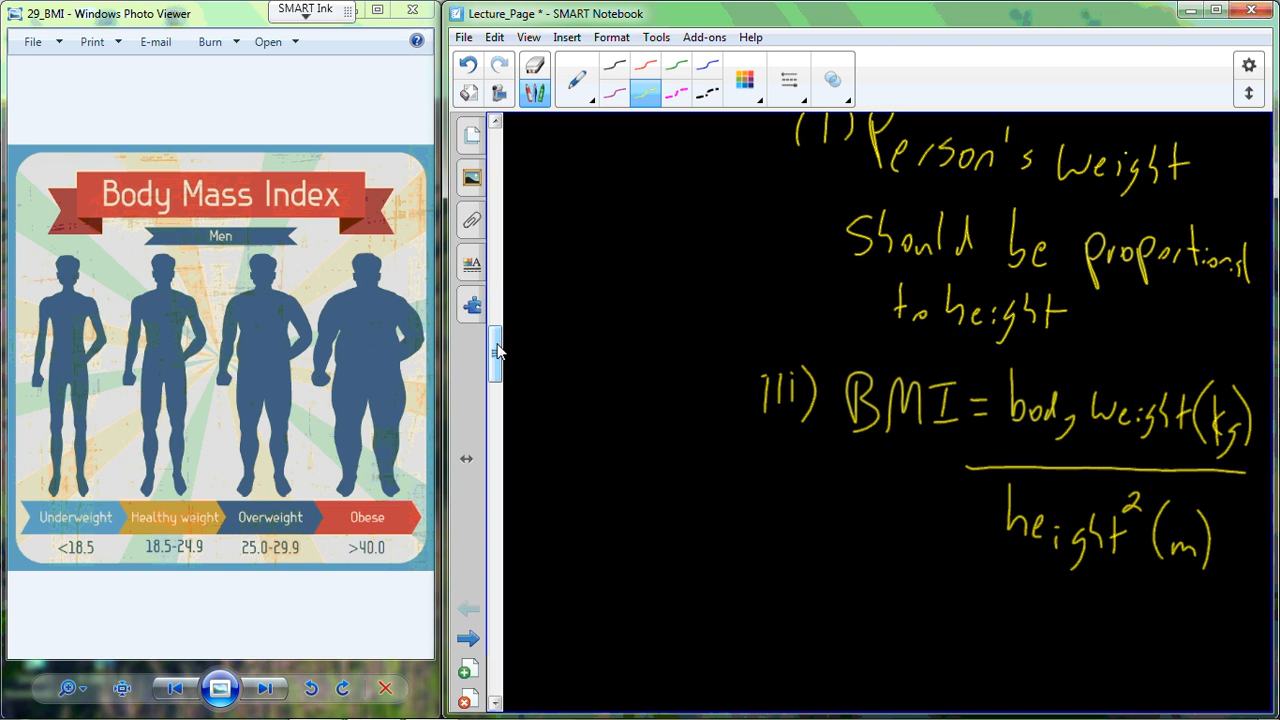 29_BMI - Windows Photo Viewer
SMART Ink
File Print E-mail Burn Open
Body Mass Index
Men
Underweight Healthy weight Overweight Obese
<18.5 18.5-24.9 25.0-29.9 >40.0
Lecture_Page * - SMART Notebook
File Edit View Insert Format Tools Add-ons Help
Person's weight
should be proportional
to height
iii) BMI = body weight (kg)
height² (m)